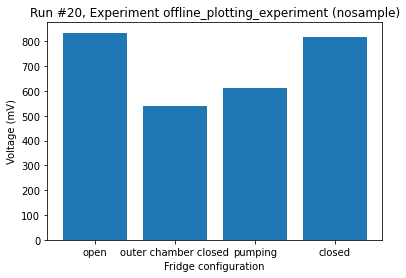 Run #20, Experiment offline_plotting_experiment (nosample)
Voltage (mV)
800
700
600
500
400
300
200
100
0
open outer chamber closed pumping closed
Fridge configuration